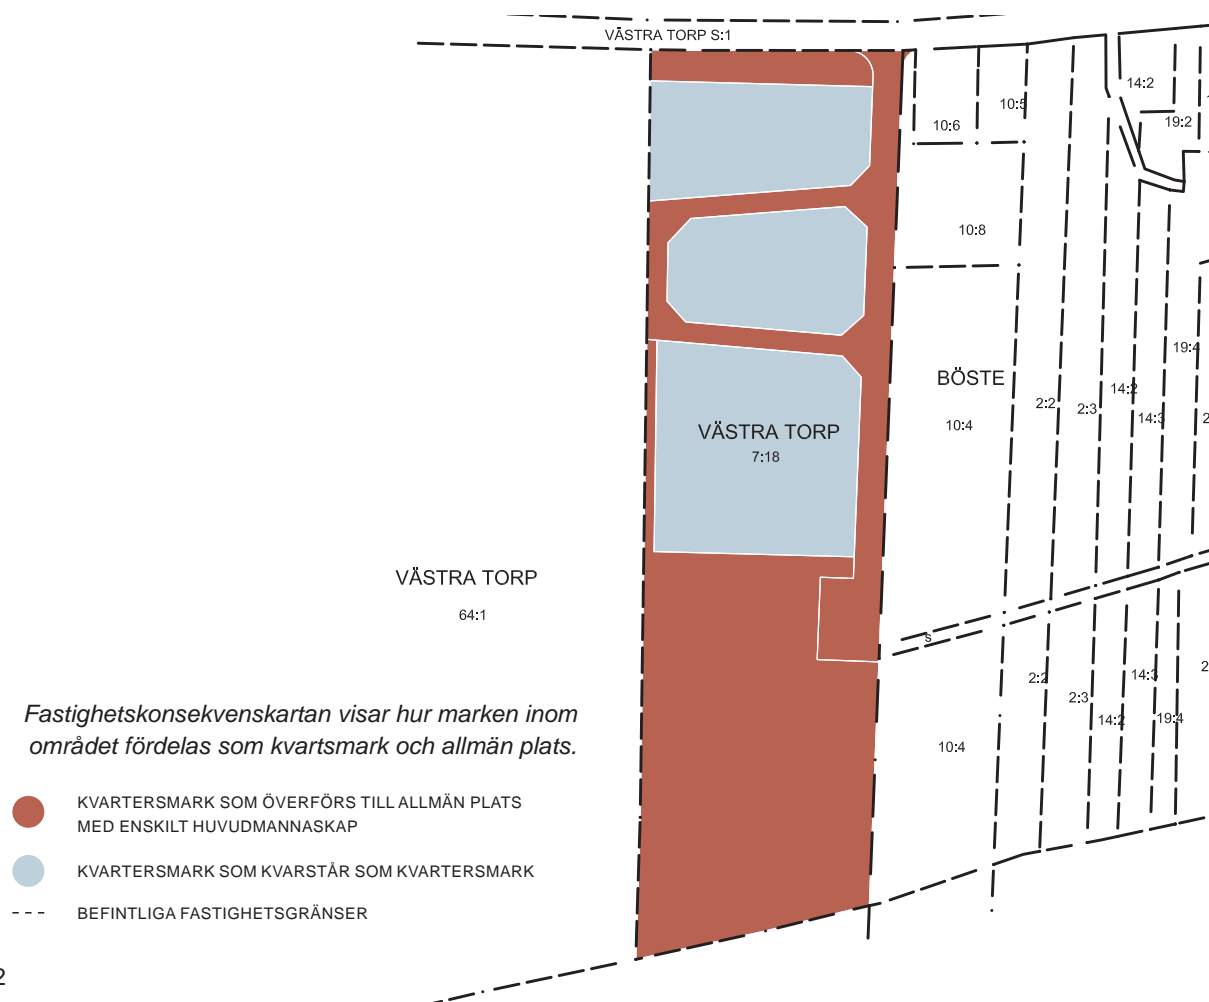 VÄSTRA TORP S:1
14:2
10:5
10:6
19:2
10:8
19:4
BÖSTE
14:2
2:2
2:3
14:3
10:4
VÄSTRA TORP
7:18
VÄSTRA TORP
64:1
s
2:2
14:3
2:3
14:2
19:4
10:4
Fastighetskonsekvenskartan visar hur marken inom
området fördelas som kvartsmark och allmän plats.
KVARTERSMARK SOM ÖVERFÖRS TILL ALLMÄN PLATS
MED ENSKILT HUVUDMANNASKAP
KVARTERSMARK SOM KVARSTÅR SOM KVARTERSMARK
BEFINTLIGA FASTIGHETSGRÄNSER
2